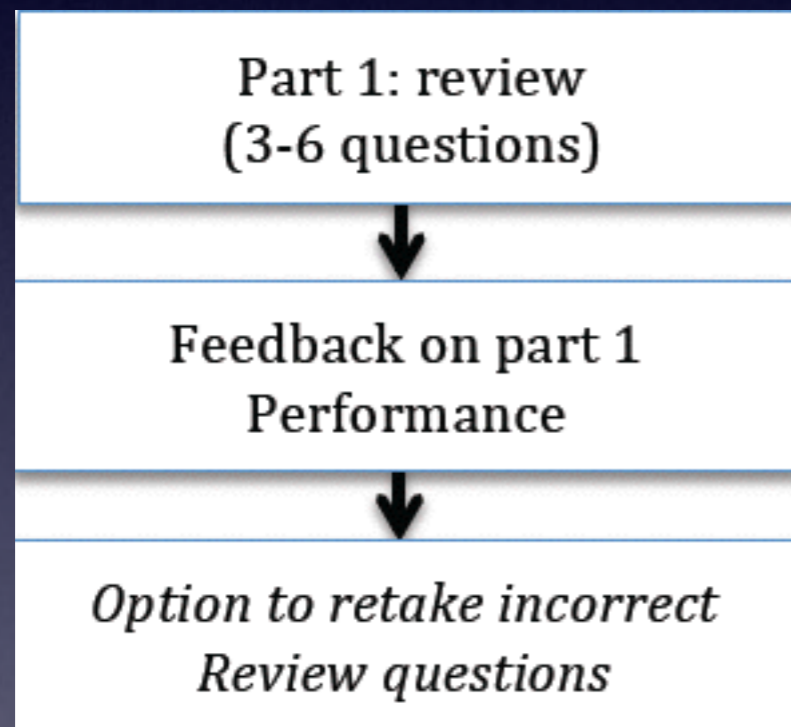 Part 1: review
(3-6 questions)
Feedback on part 1
Performance
Option to retake incorrect
Review questions